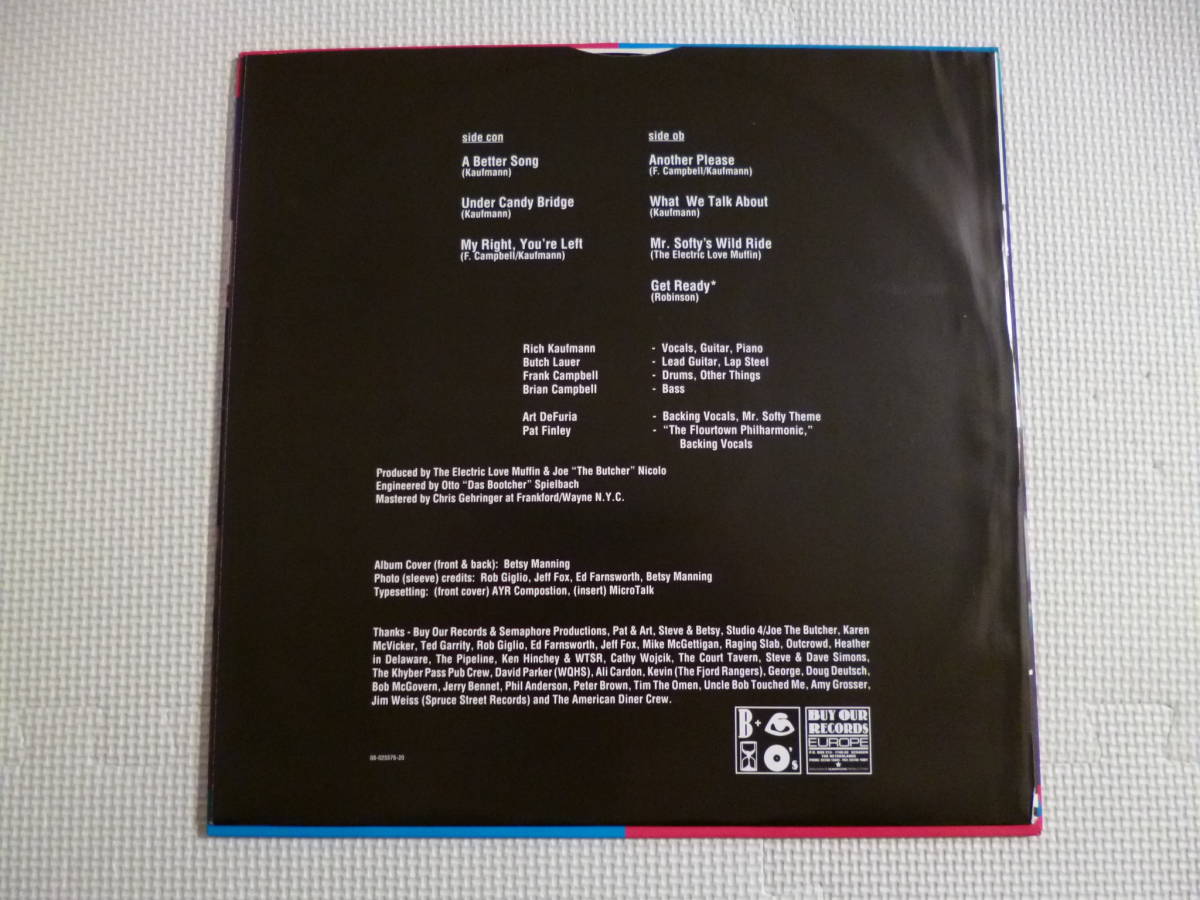 side con
A Better Song
(Kaufmann)
Under Candy Bridge
(Kaufmann)
My Right, You're Left
(F. Campbell/Kaufmann)
side ob
Another Please
(F. Campbell/Kaufmann)
What We Talk About
(Kaufmann)
Mr. Softy's Wild Ride
(The Electric Love Muffin)
Get Ready*
(Robinson)
Rich Kaufmann - Vocals, Guitar, Piano
Butch Lauer - Lead Guitar, Lap Steel
Frank Campbell - Drums, Other Things
Brian Campbell - Bass
Art DeFuria - Backing Vocals, Mr. Softy Theme
Pat Finley - "The Flourtown Philharmonic,"
Backing Vocals
Produced by The Electric Love Muffin & Joe "The Butcher" Nicolo
Engineered by Otto "Das Bootcher" Spielbach
Mastered by Chris Gehringer at Frankford/Wayne N.Y.C.
Album Cover (front & back): Betsy Manning
Photo (sleeve) credits: Rob Giglio, Jeff Fox, Ed Farnsworth, Betsy Manning
Typesetting: (front cover) AYR Compostion, (insert) MicroTalk
Thanks - Buy Our Records & Semaphore Productions, Pat & Art, Steve & Betsy, Studio 4/Joe The Butcher, Karen
McVicker, Ted Garrity, Rob Giglio, Ed Farnsworth, Jeff Fox, Mike McGettigan, Raging Slab, Outcrowd, Heather
in Delaware, The Pipeline, Ken Hinchey & WTSR, Cathy Wojcik, The Court Tavern, Steve & Dave Simons,
The Khyber Pass Pub Crew, David Parker (WQHS), Ali Cardon, Kevin (The Fjord Rangers), George, Doug Deutsch,
Bob McGovern, Jerry Bennet, Phil Anderson, Peter Brown, Tim The Omen, Uncle Bob Touched Me, Amy Grosser,
Jim Weiss (Spruce Street Records) and The American Diner Crew.
B+
O's
BUY OUR
RECORDS
EUROPE
THE NETHERLANDS